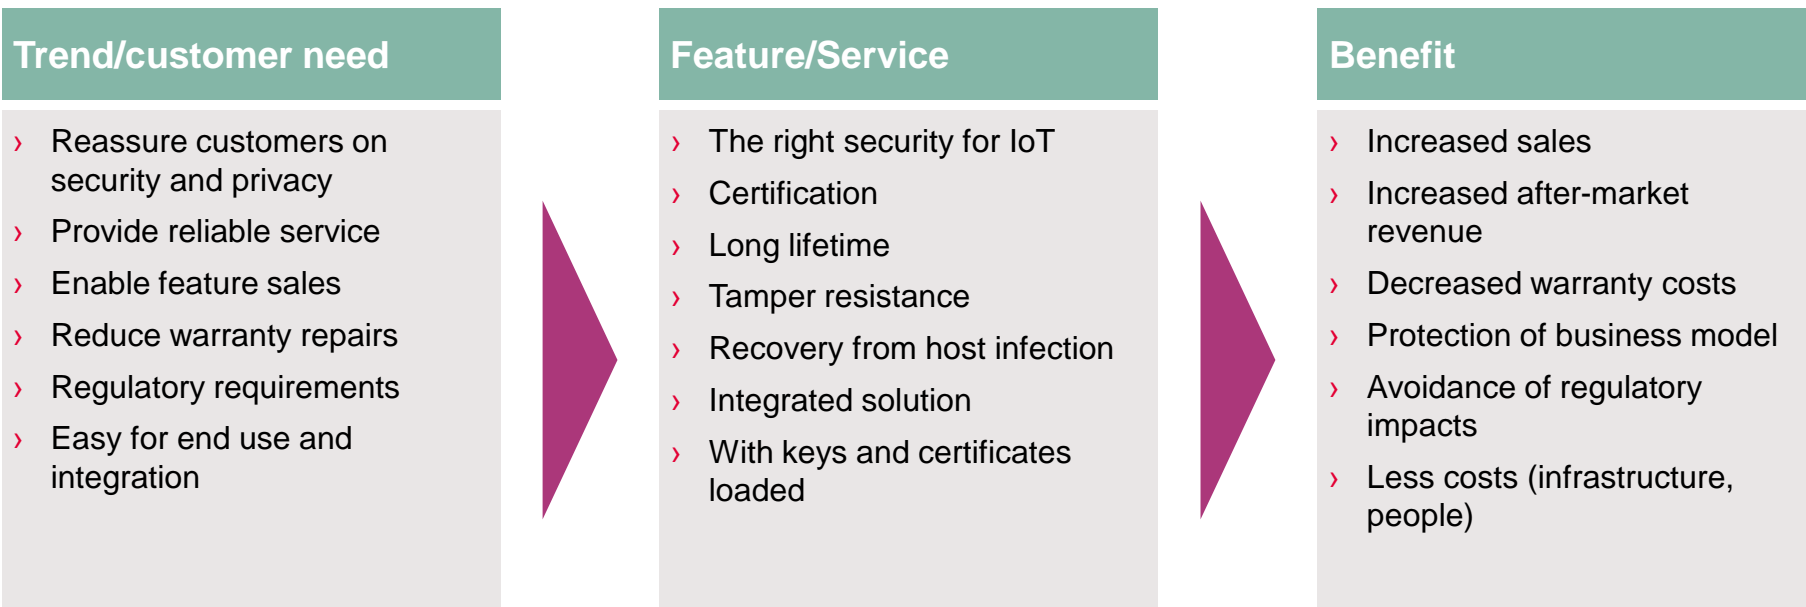 Trend/customer need
› Reassure customers on
security and privacy
› Provide reliable service
› Enable feature sales
› Reduce warranty repairs
› Regulatory requirements
› Easy for end use and
integration
Feature/Service
› The right security for IoT
› Certification
› Long lifetime
› Tamper resistance
› Recovery from host infection
› Integrated solution
› With keys and certificates
loaded
Benefit
› Increased sales
› Increased after-market
revenue
› Decreased warranty costs
› Protection of business model
› Avoidance of regulatory
impacts
› Less costs (infrastructure,
people)